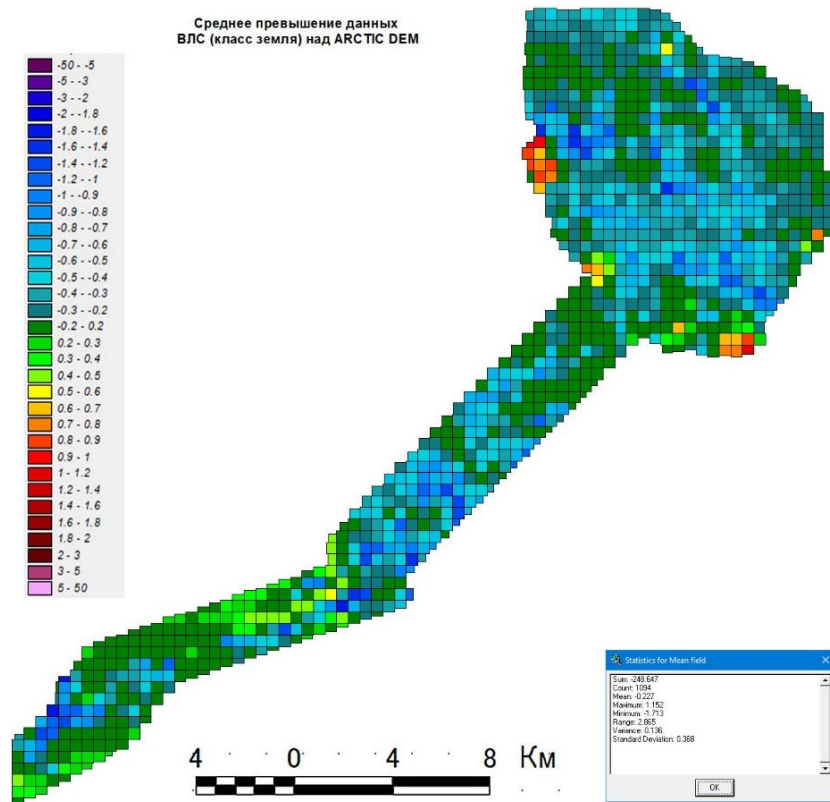 Среднее превышение данных
ВЛС (класс земля) над ARCTIC DEM
-50 - -5
-5 - -3
-3 - -2
-2 - -1.8
-1.8 - -1.6
-1.6 - -1.4
-1.4 - -1.2
-1.2 - -1
-1 - -0.9
-0.9 - -0.8
-0.8 - -0.7
-0.7 - -0.6
-0.6 - -0.5
-0.5 - -0.4
-0.4 - -0.3
-0.3 - -0.2
-0.2 - 0.2
0.2 - 0.3
0.3 - 0.4
0.4 - 0.5
0.5 - 0.6
0.6 - 0.7
0.7 - 0.8
0.8 - 0.9
0.9 - 1
1 - 1.2
1.2 - 1.4
1.4 - 1.6
1.6 - 1.8
1.8 - 2
2 - 3
3 - 5
5 - 50
4 0 4 8 Км
Statistics for Mean field
Sum: -248.647
Count: 1094
Mean: -0.227
Maximum: 1.152
Minimum: -1.713
Range: 2.865
Variance: 0.136
Standard Deviation: 0.368
OK